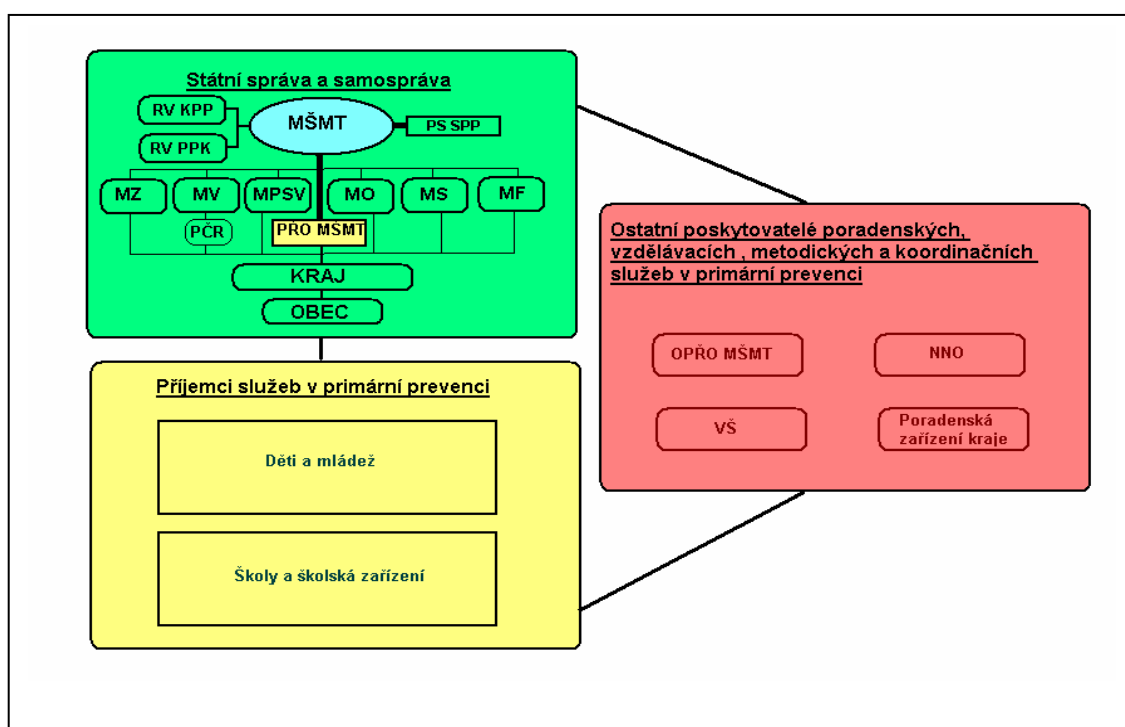 Státní správa a samospráva
RV KPP
MŠMT
PS SPP
RV PPK
MZ
MV
MPSV
MO
MS
MF
PČR
PŘO MŠMT
KRAJ
OBEC
Ostatní poskytovatelé poradenských,
vzdělávacích , metodických a koordinačních
služeb v primární prevenci
OPŘO MŠMT
NNO
VŠ
Poradenská
zařízení kraje
Příjemci služeb v primární prevenci
Děti a mládež
Školy a školská zařízení